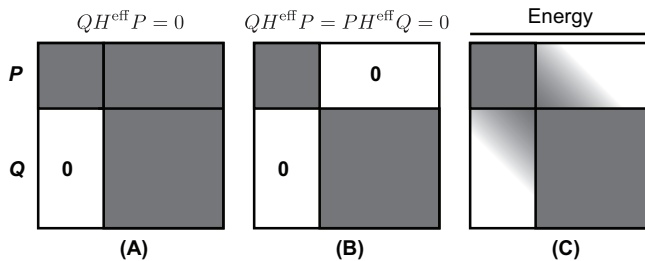 QH^eff P = 0
QH^eff P = PH^eff Q = 0
Energy
P
0
Q
0
0
(A)
(B)
(C)